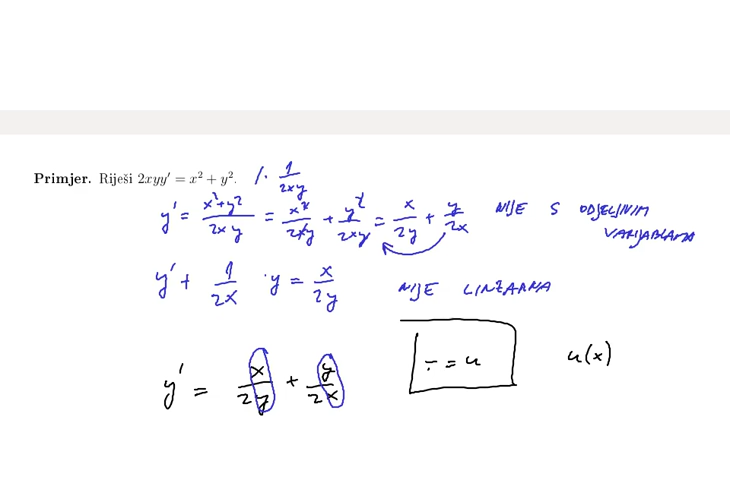 Primjer. Riješi 2xyy′ = x² + y². /· 1/2xy
y' = x²+y²/2xy = x²/2xy + y²/2xy = x/2y + y/2x NIJE S ODJELJIVIM VARIJABLAMA
y' + 1/2x · y = x/2y NIJE LINEARNA
y' = x/2y + y/2x – = u u(x)